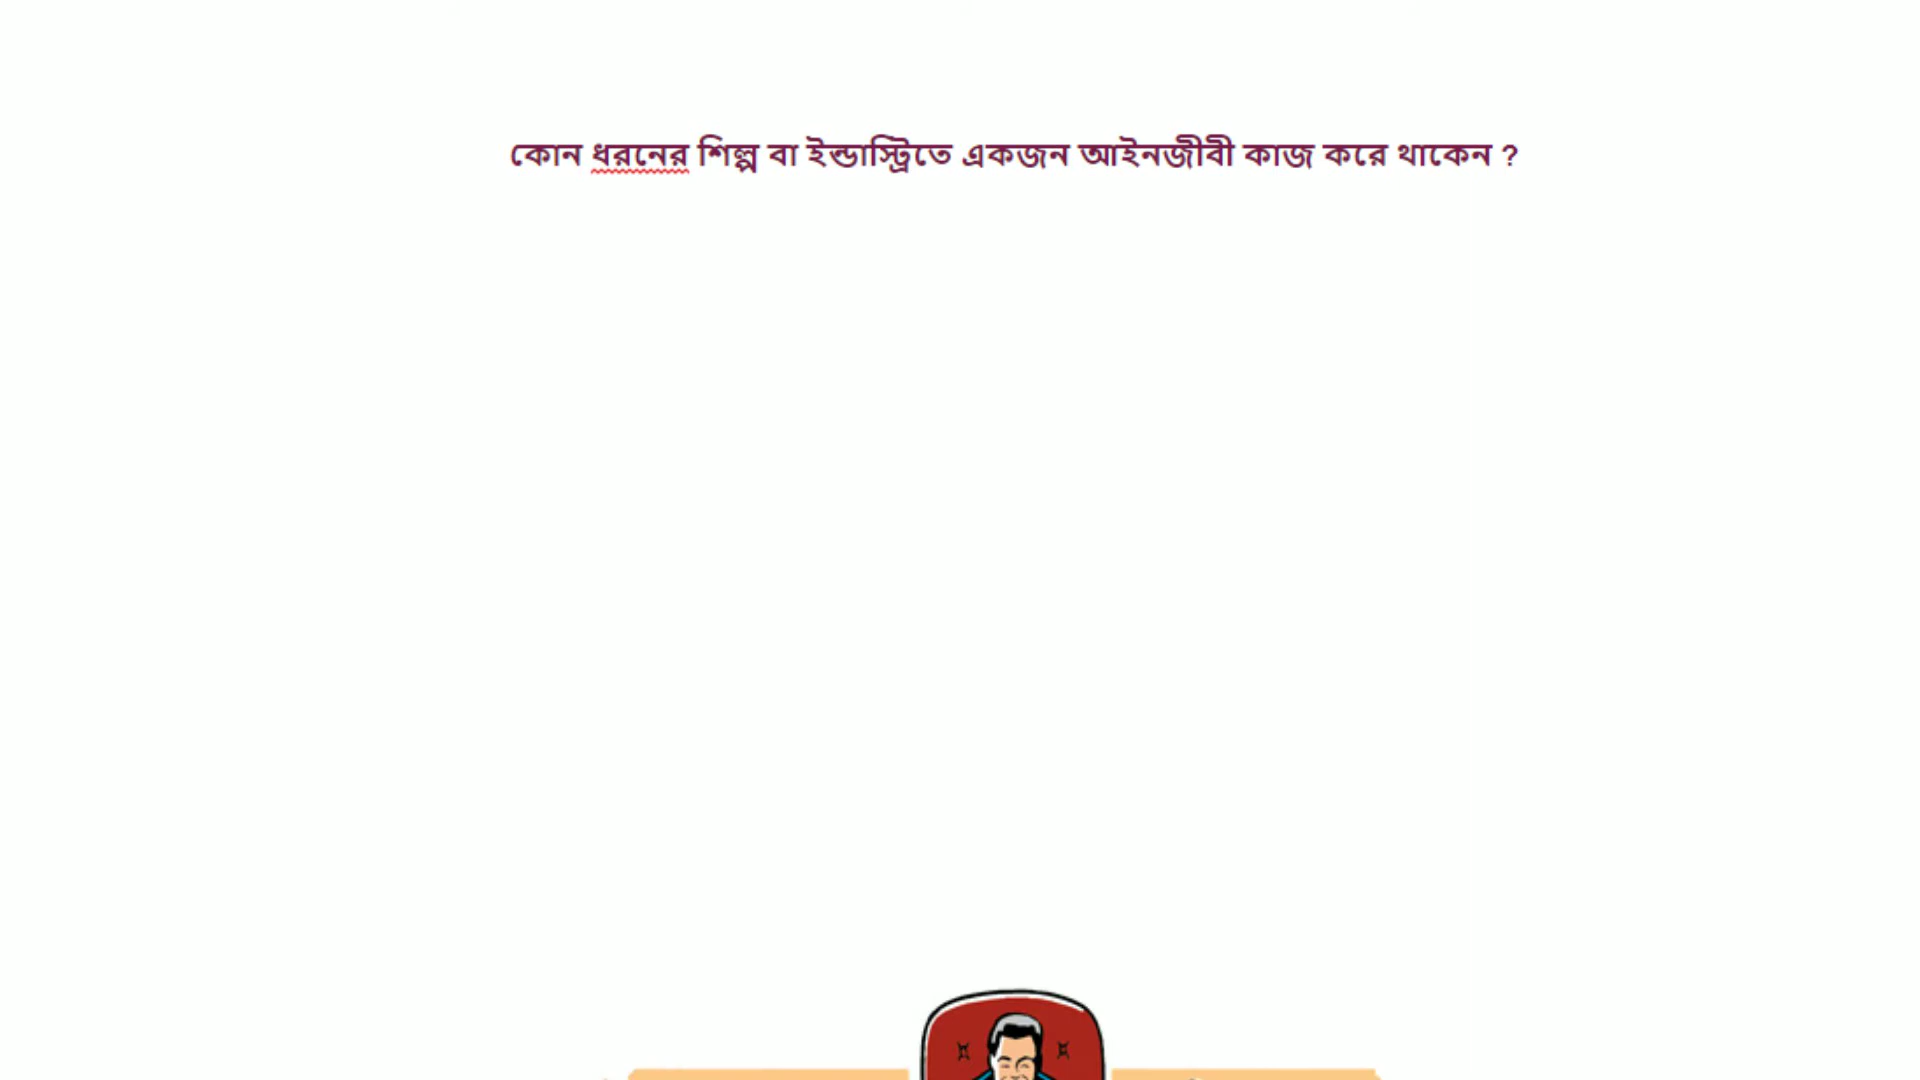 কোন ধরনের শিল্প বা ইন্ডাস্ট্রিতে একজন আইনজীবী কাজ করে থাকেন ?